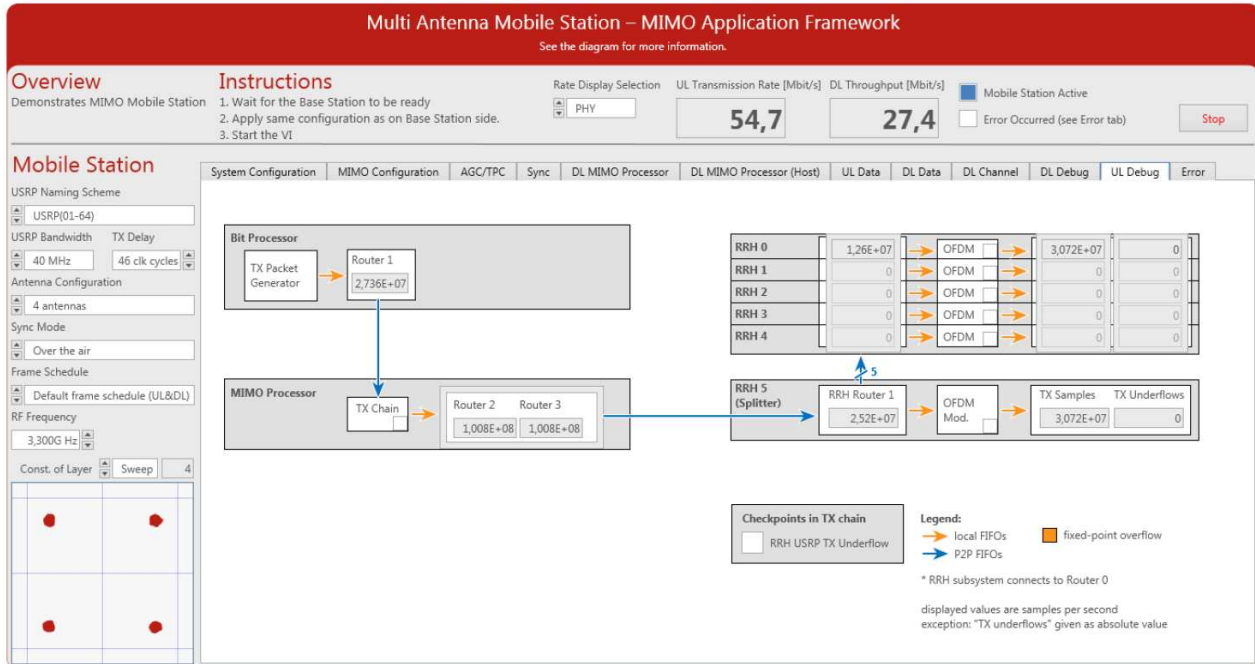 Multi Antenna Mobile Station – MIMO Application Framework
See the diagram for more information.
Overview
Demonstrates MIMO Mobile Station
Instructions
1. Wait for the Base Station to be ready
2. Apply same configuration as on Base Station side.
3. Start the VI
Rate Display Selection
PHY
UL Transmission Rate [Mbit/s]
54,7
DL Throughput [Mbit/s]
27,4
Mobile Station Active
Error Occurred (see Error tab)
Stop
Mobile Station
USRP Naming Scheme
USRP(01-64)
USRP Bandwidth TX Delay
40 MHz 46 clk cycles
Antenna Configuration
4 antennas
Sync Mode
Over the air
Frame Schedule
Default frame schedule (UL&DL)
RF Frequency
3,300G Hz
Const. of Layer Sweep 4
System Configuration MIMO Configuration AGC/TPC Sync DL MIMO Processor DL MIMO Processor (Host) UL Data DL Data DL Channel DL Debug UL Debug Error
Bit Processor
TX Packet
Generator
Router 1
2,736E+07
MIMO Processor
TX Chain
Router 2 Router 3
1,008E+08 1,008E+08
RRH 0 1,26E+07 OFDM 3,072E+07 0
RRH 1 0 OFDM 0 0
RRH 2 0 OFDM 0 0
RRH 3 0 OFDM 0 0
RRH 4 0 OFDM 0 0
5
RRH 5
(Splitter)
RRH Router 1
2,52E+07
OFDM
Mod.
TX Samples TX Underflows
3,072E+07 0
Checkpoints in TX chain
RRH USRP TX Underflow
Legend:
local FIFOs
P2P FIFOs
fixed-point overflow
* RRH subsystem connects to Router 0
displayed values are samples per second
exception: "TX underflows" given as absolute value